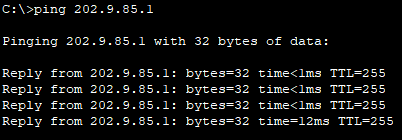 C:\>ping 202.9.85.1
Pinging 202.9.85.1 with 32 bytes of data:
Reply from 202.9.85.1: bytes=32 time<1ms TTL=255
Reply from 202.9.85.1: bytes=32 time<1ms TTL=255
Reply from 202.9.85.1: bytes=32 time<1ms TTL=255
Reply from 202.9.85.1: bytes=32 time=12ms TTL=255